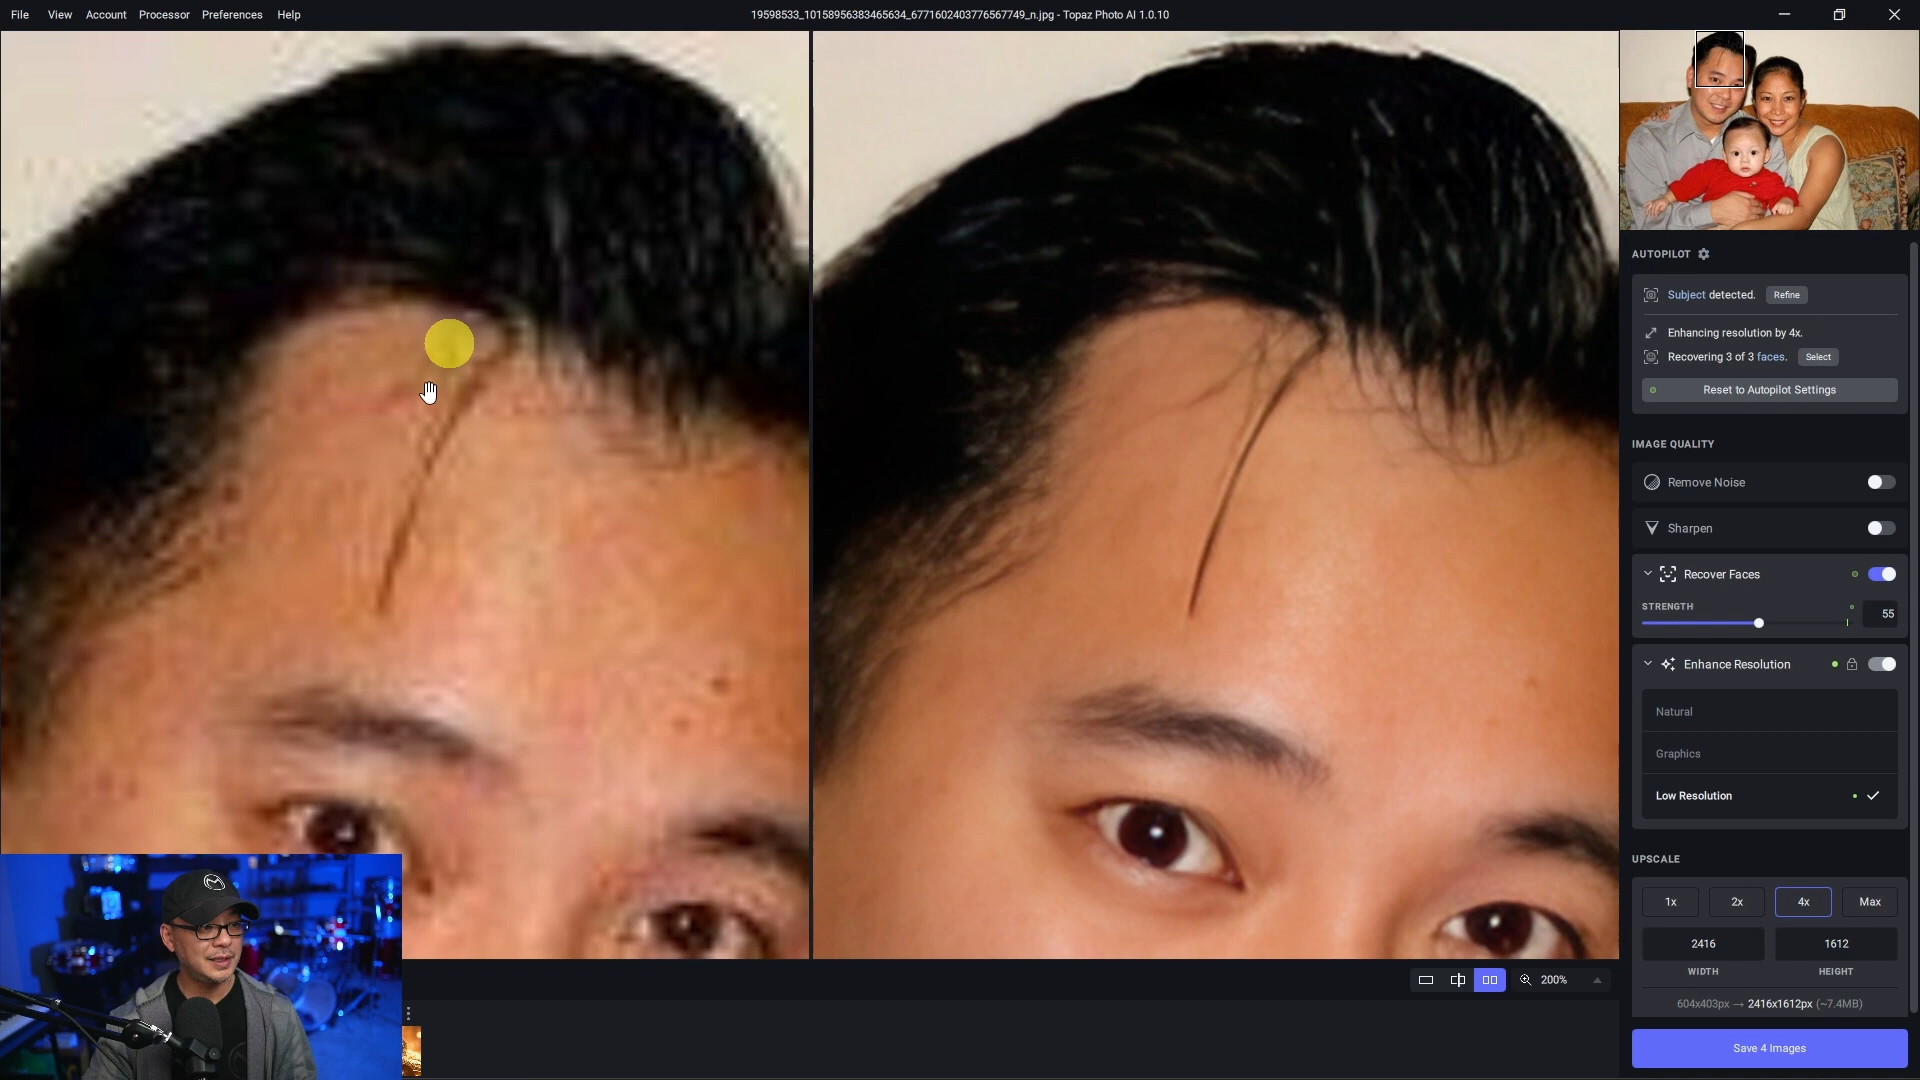 File View Account Processor Preferences Help
19598533_10158956383465634_6771602403776567749_n.jpg - Topaz Photo AI 1.0.10
AUTOPILOT
Subject detected. Refine
Enhancing resolution by 4x.
Recovering 3 of 3 faces. Select
Reset to Autopilot Settings
IMAGE QUALITY
Remove Noise
Sharpen
Recover Faces
STRENGTH
55
Enhance Resolution
Natural
Graphics
Low Resolution
UPSCALE
1x 2x 4x Max
2416 1612
WIDTH HEIGHT
200%
604x403px → 2416x1612px (~7.4MB)
Save 4 Images